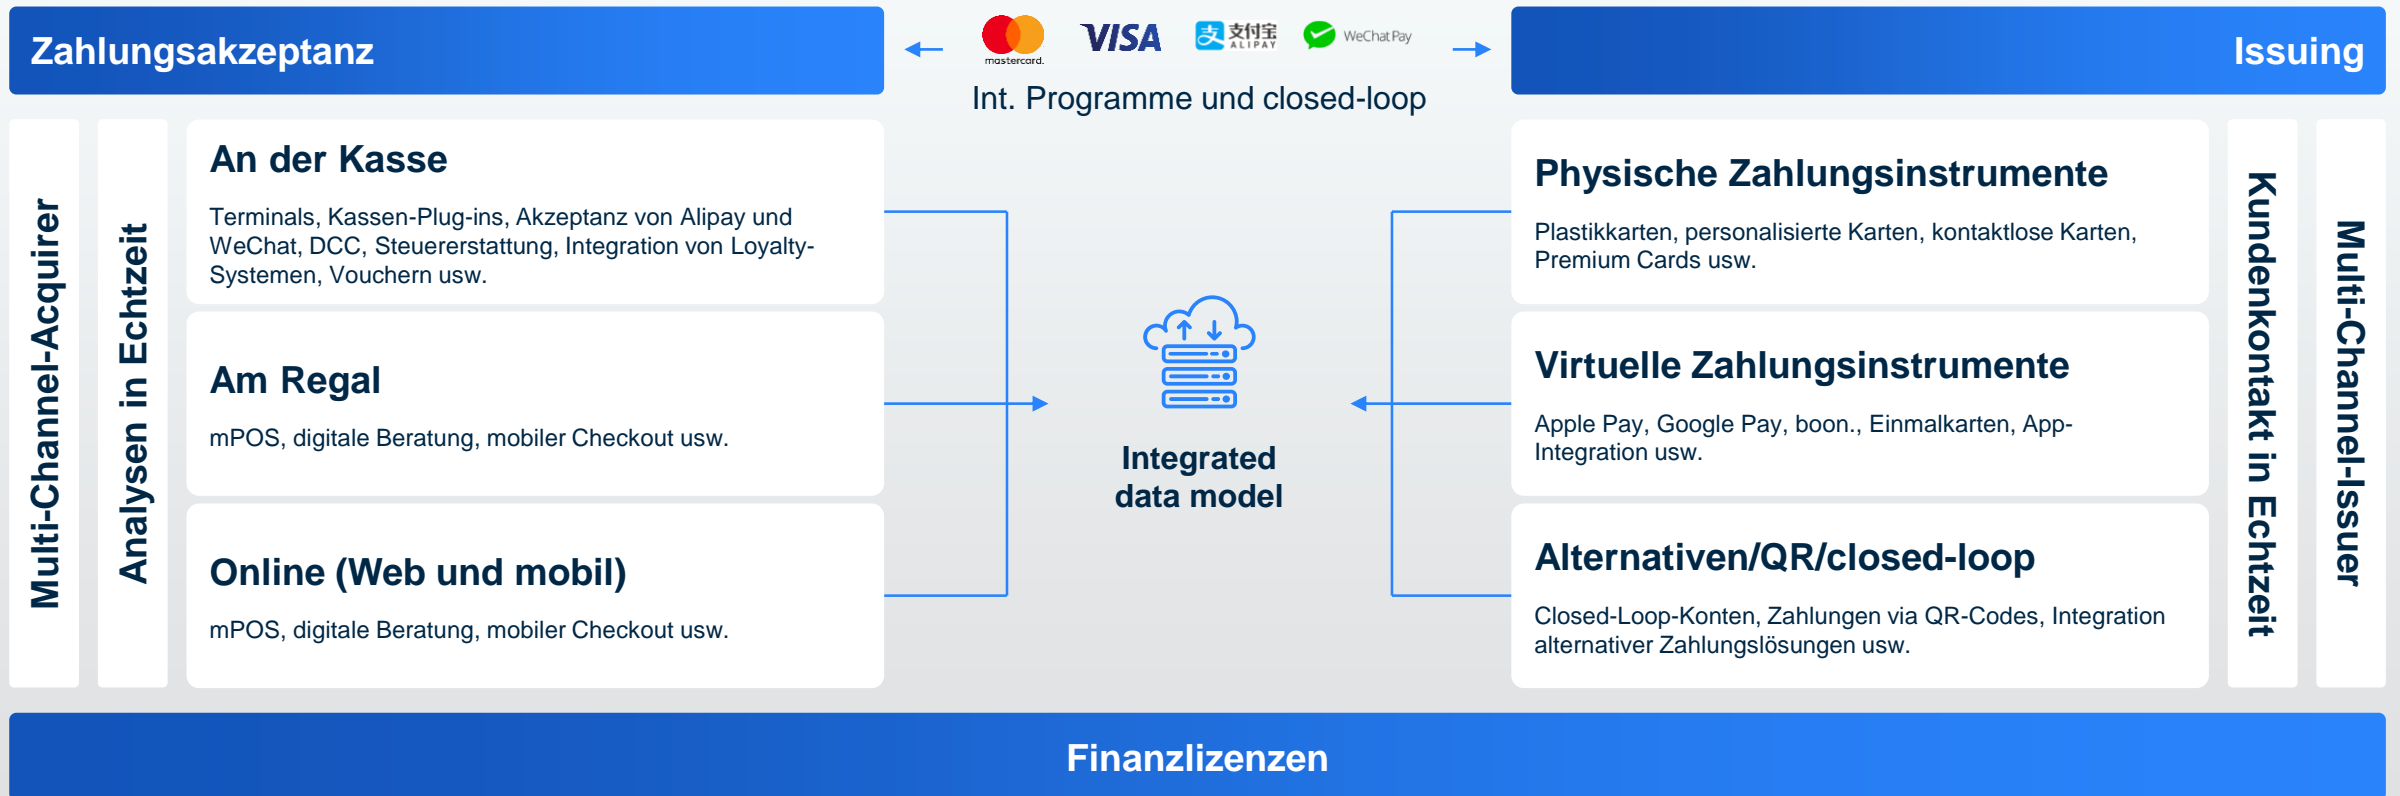 Zahlungsakzeptanz
mastercard.
VISA
支 支付宝
ALIPAY
WeChat Pay
Int. Programme und closed-loop
Issuing
Multi-Channel-Acquirer
Analysen in Echtzeit
An der Kasse
Terminals, Kassen-Plug-ins, Akzeptanz von Alipay und
WeChat, DCC, Steuererstattung, Integration von Loyalty-
Systemen, Vouchern usw.
Am Regal
mPOS, digitale Beratung, mobiler Checkout usw.
Online (Web und mobil)
mPOS, digitale Beratung, mobiler Checkout usw.
Integrated
data model
Physische Zahlungsinstrumente
Plastikkarten, personalisierte Karten, kontaktlose Karten,
Premium Cards usw.
Virtuelle Zahlungsinstrumente
Apple Pay, Google Pay, boon., Einmalkarten, App-
Integration usw.
Alternativen/QR/closed-loop
Closed-Loop-Konten, Zahlungen via QR-Codes, Integration
alternativer Zahlungslösungen usw.
Kundenkontakt in Echtzeit
Multi-Channel-Issuer
Finanzlizenzen